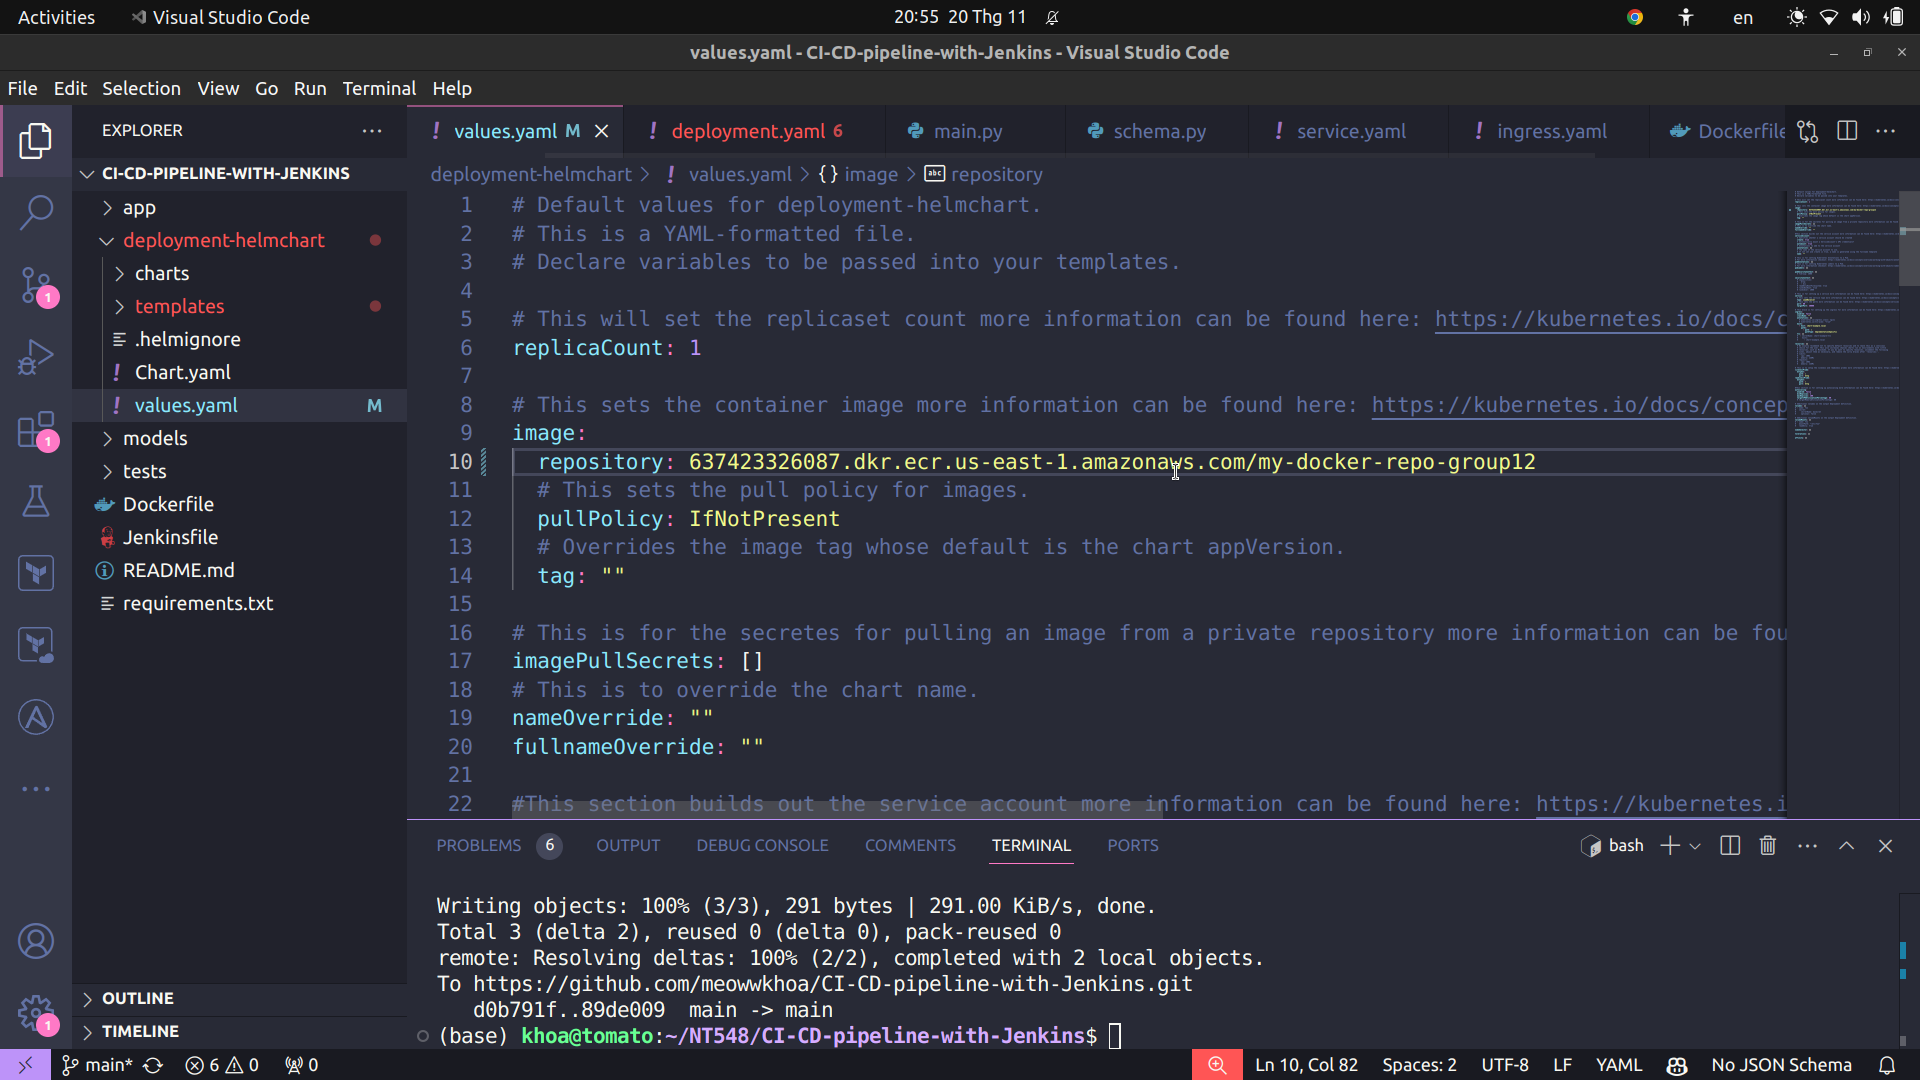 Activities
Visual Studio Code
20:55 20 Thg 11
en
values.yaml - CI-CD-pipeline-with-Jenkins - Visual Studio Code
File Edit Selection View Go Run Terminal Help
EXPLORER
CI-CD-PIPELINE-WITH-JENKINS
app
deployment-helmchart
charts
templates
.helmignore
Chart.yaml
values.yaml M
models
tests
Dockerfile
Jenkinsfile
README.md
requirements.txt
OUTLINE
TIMELINE
1
1
1
values.yaml M
deployment.yaml 6
main.py
schema.py
service.yaml
ingress.yaml
Dockerfile
deployment-helmchart > ! values.yaml > {} image > abc repository
1 # Default values for deployment-helmchart.
2 # This is a YAML-formatted file.
3 # Declare variables to be passed into your templates.
4
5 # This will set the replicaset count more information can be found here: https://kubernetes.io/docs/c
6 replicaCount: 1
7
8 # This sets the container image more information can be found here: https://kubernetes.io/docs/concep
9 image:
10 repository: 637423326087.dkr.ecr.us-east-1.amazonaws.com/my-docker-repo-group12
11 # This sets the pull policy for images.
12 pullPolicy: IfNotPresent
13 # Overrides the image tag whose default is the chart appVersion.
14 tag: ""
15
16 # This is for the secretes for pulling an image from a private repository more information can be fou
17 imagePullSecrets: []
18 # This is to override the chart name.
19 nameOverride: ""
20 fullnameOverride: ""
21
22 #This section builds out the service account more information can be found here: https://kubernetes.i
PROBLEMS 6 OUTPUT DEBUG CONSOLE COMMENTS TERMINAL PORTS
bash
Writing objects: 100% (3/3), 291 bytes | 291.00 KiB/s, done.
Total 3 (delta 2), reused 0 (delta 0), pack-reused 0
remote: Resolving deltas: 100% (2/2), completed with 2 local objects.
To https://github.com/meowwkhoa/CI-CD-pipeline-with-Jenkins.git
d0b791f..89de009 main -> main
(base) khoa@tomato:~/NT548/CI-CD-pipeline-with-Jenkins$
main* 6 0 0
Ln 10, Col 82 Spaces: 2 UTF-8 LF YAML No JSON Schema